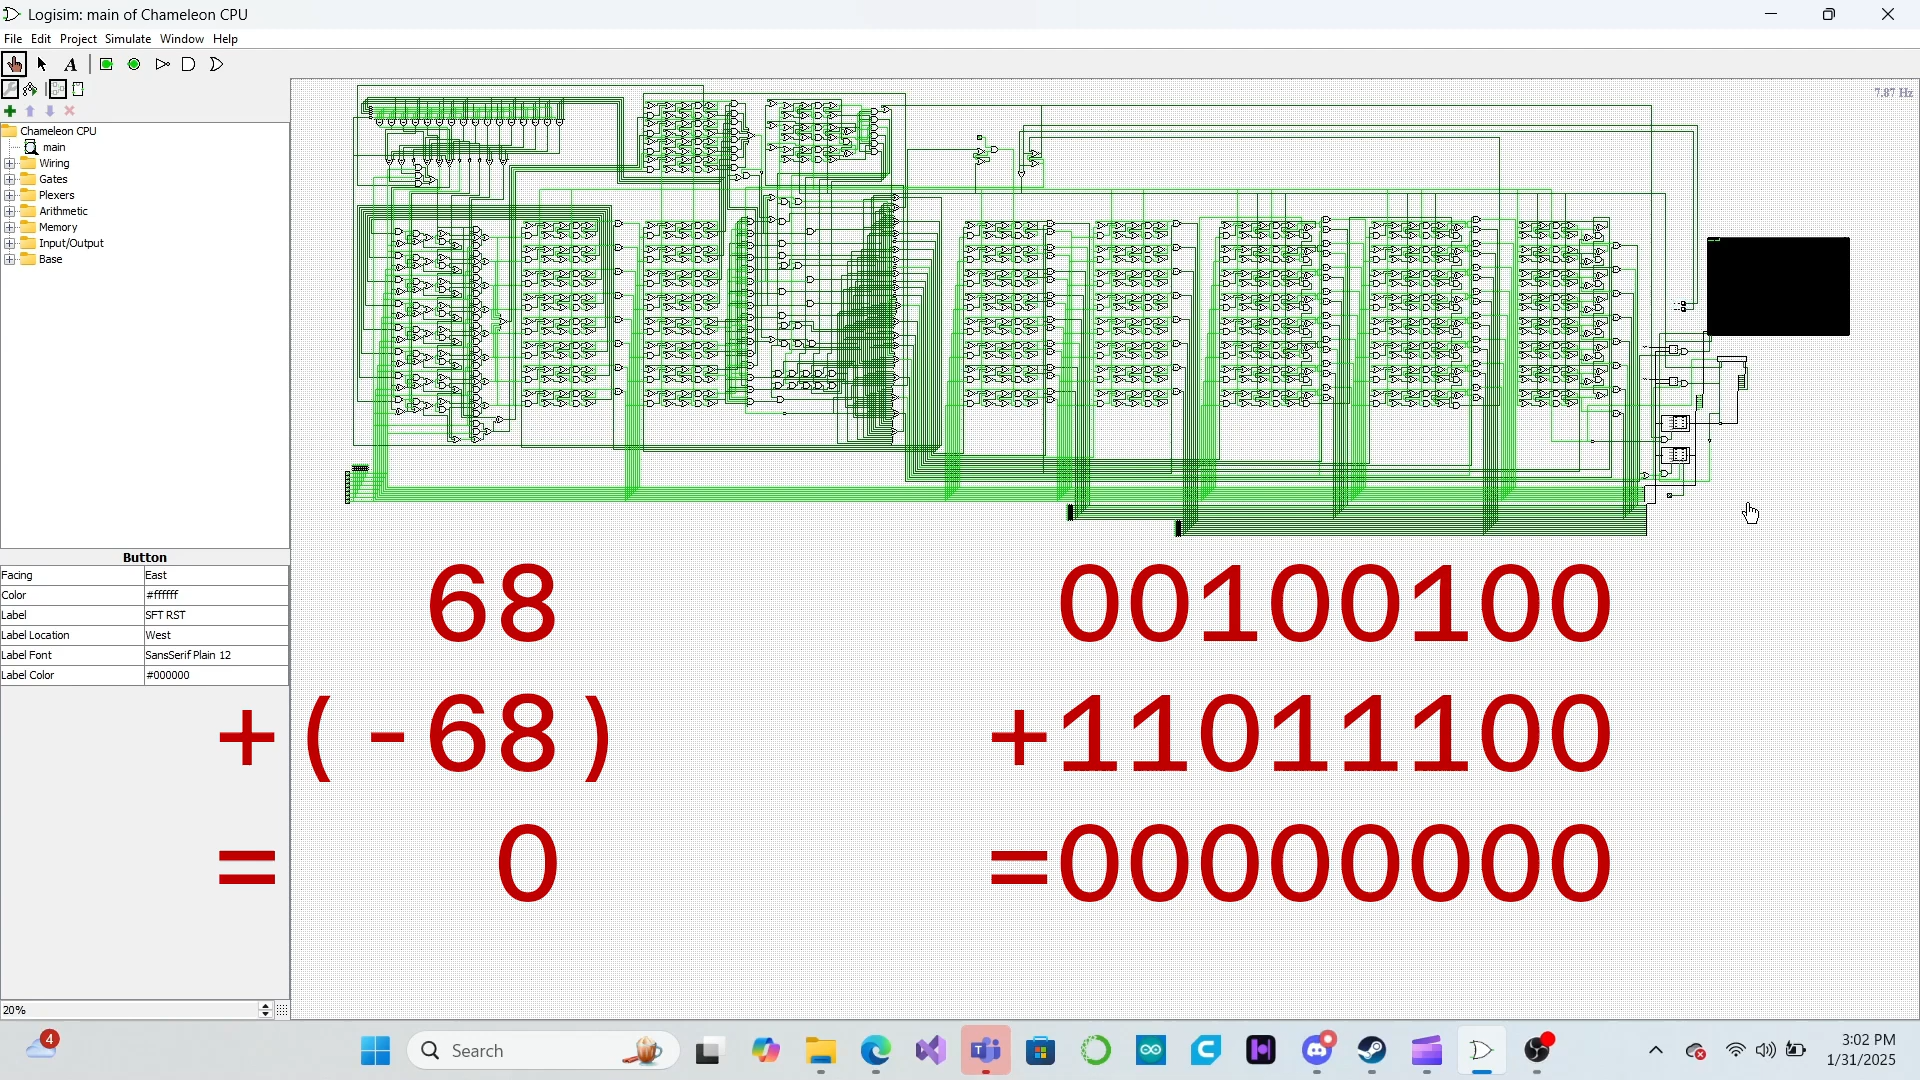 Logisim: main of Chameleon CPU
File Edit Project Simulate Window Help
A
7.87 Hz
Chameleon CPU
main
Wiring
Gates
Plexers
Arithmetic
Memory
Input/Output
Base
Button
Facing East
Color #ffffff
Label SFT RST
Label Location West
Label Font SansSerif Plain 12
Label Color #000000
68 00100100
+(-68) +11011100
= 0 =00000000
20%
4
Search
3:02 PM
1/31/2025